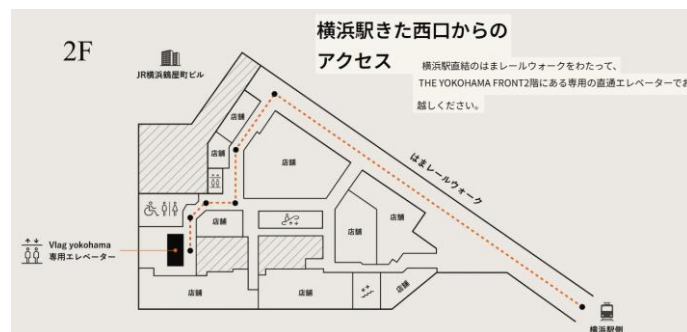 2F
横浜駅きた西口からの
アクセス
横浜駅直結のはまレールウォークをわたって、
THE YOKOHAMA FRONT2階にある専用の直通エレベーターでお
越しください。
JR横浜鶴屋町ビル
店舗
店舗
店舗
はまレールウォーク
店舗
店舗
店舗
Vlag yokohama
専用エレベーター
店舗
店舗
店舗
横浜駅側